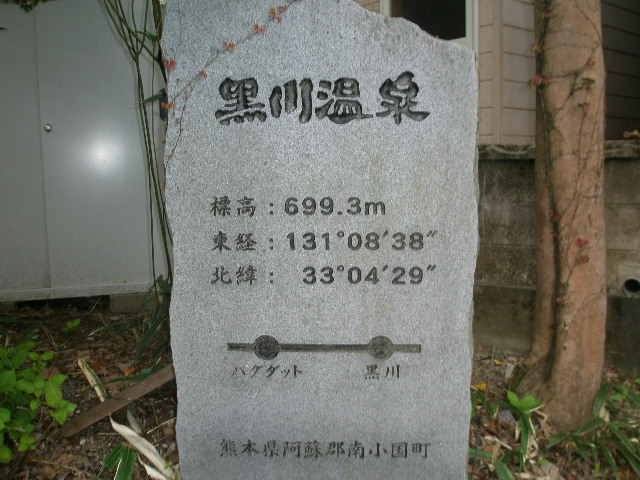 黒川温泉
標高：699.3m
東経：131°08′38″
北緯： 33°04′29″
バグダット 黒川
熊本県阿蘇郡南小国町